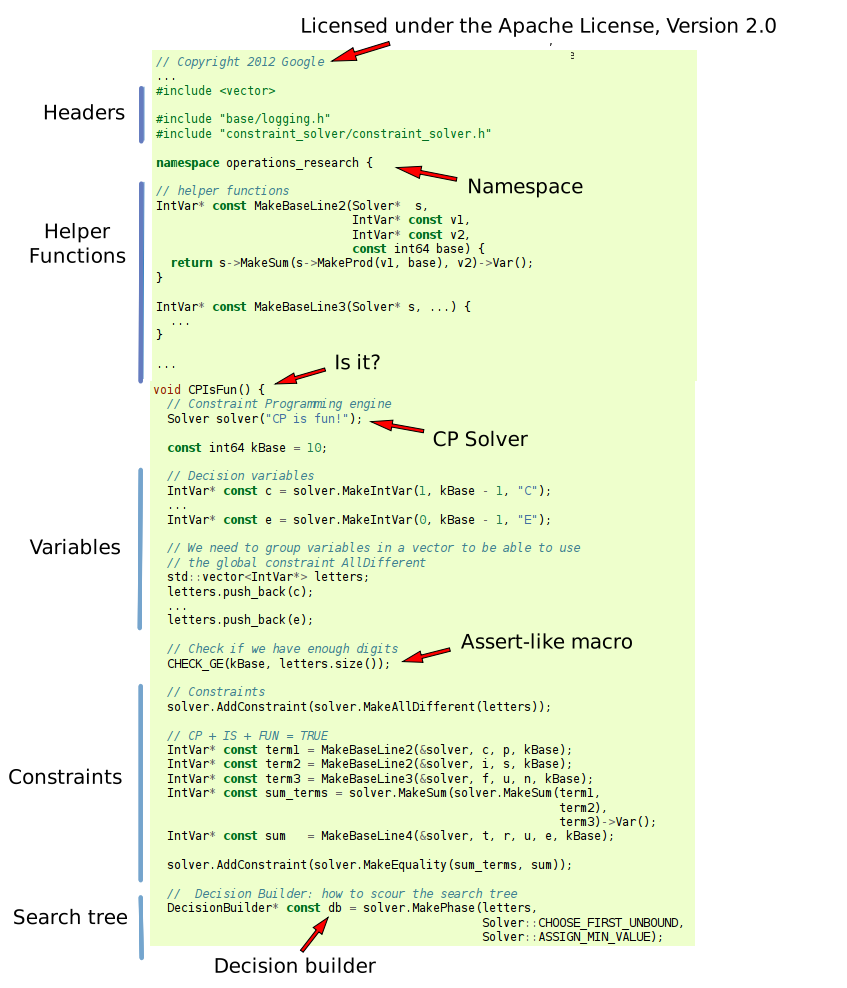 Licensed under the Apache License, Version 2.0
// Copyright 2012 Google
...
#include <vector>
Headers
#include "base/logging.h"
#include "constraint_solver/constraint_solver.h"
namespace operations_research {
Namespace
// helper functions
IntVar* const MakeBaseLine2(Solver*  s,
                            IntVar* const v1,
                            IntVar* const v2,
                            const int64 base) {
Helper
Functions
  return s->MakeSum(s->MakeProd(v1, base), v2)->Var();
}
IntVar* const MakeBaseLine3(Solver* s, ...) {
  ...
}
...
Is it?
void CPIsFun() {
  // Constraint Programming engine
  Solver solver("CP is fun!");
CP Solver
  const int64 kBase = 10;
  // Decision variables
  IntVar* const c = solver.MakeIntVar(1, kBase - 1, "C");
  ...
  IntVar* const e = solver.MakeIntVar(0, kBase - 1, "E");
Variables
  // We need to group variables in a vector to be able to use
  // the global constraint AllDifferent
  std::vector<IntVar*> letters;
  letters.push_back(c);
  ...
  letters.push_back(e);
Assert-like macro
  // Check if we have enough digits
  CHECK_GE(kBase, letters.size());
  // Constraints
  solver.AddConstraint(solver.MakeAllDifferent(letters));
  // CP + IS + FUN = TRUE
  IntVar* const term1 = MakeBaseLine2(&solver, c, p, kBase);
  IntVar* const term2 = MakeBaseLine2(&solver, i, s, kBase);
Constraints
  IntVar* const term3 = MakeBaseLine3(&solver, f, u, n, kBase);
  IntVar* const sum_terms = solver.MakeSum(solver.MakeSum(term1,
                                                          term2),
                                                          term3)->Var();
  IntVar* const sum   = MakeBaseLine4(&solver, t, r, u, e, kBase);
  solver.AddConstraint(solver.MakeEquality(sum_terms, sum));
  //  Decision Builder: how to scour the search tree
  DecisionBuilder* const db = solver.MakePhase(letters,
Search tree
                                               Solver::CHOOSE_FIRST_UNBOUND,
                                               Solver::ASSIGN_MIN_VALUE);
Decision builder